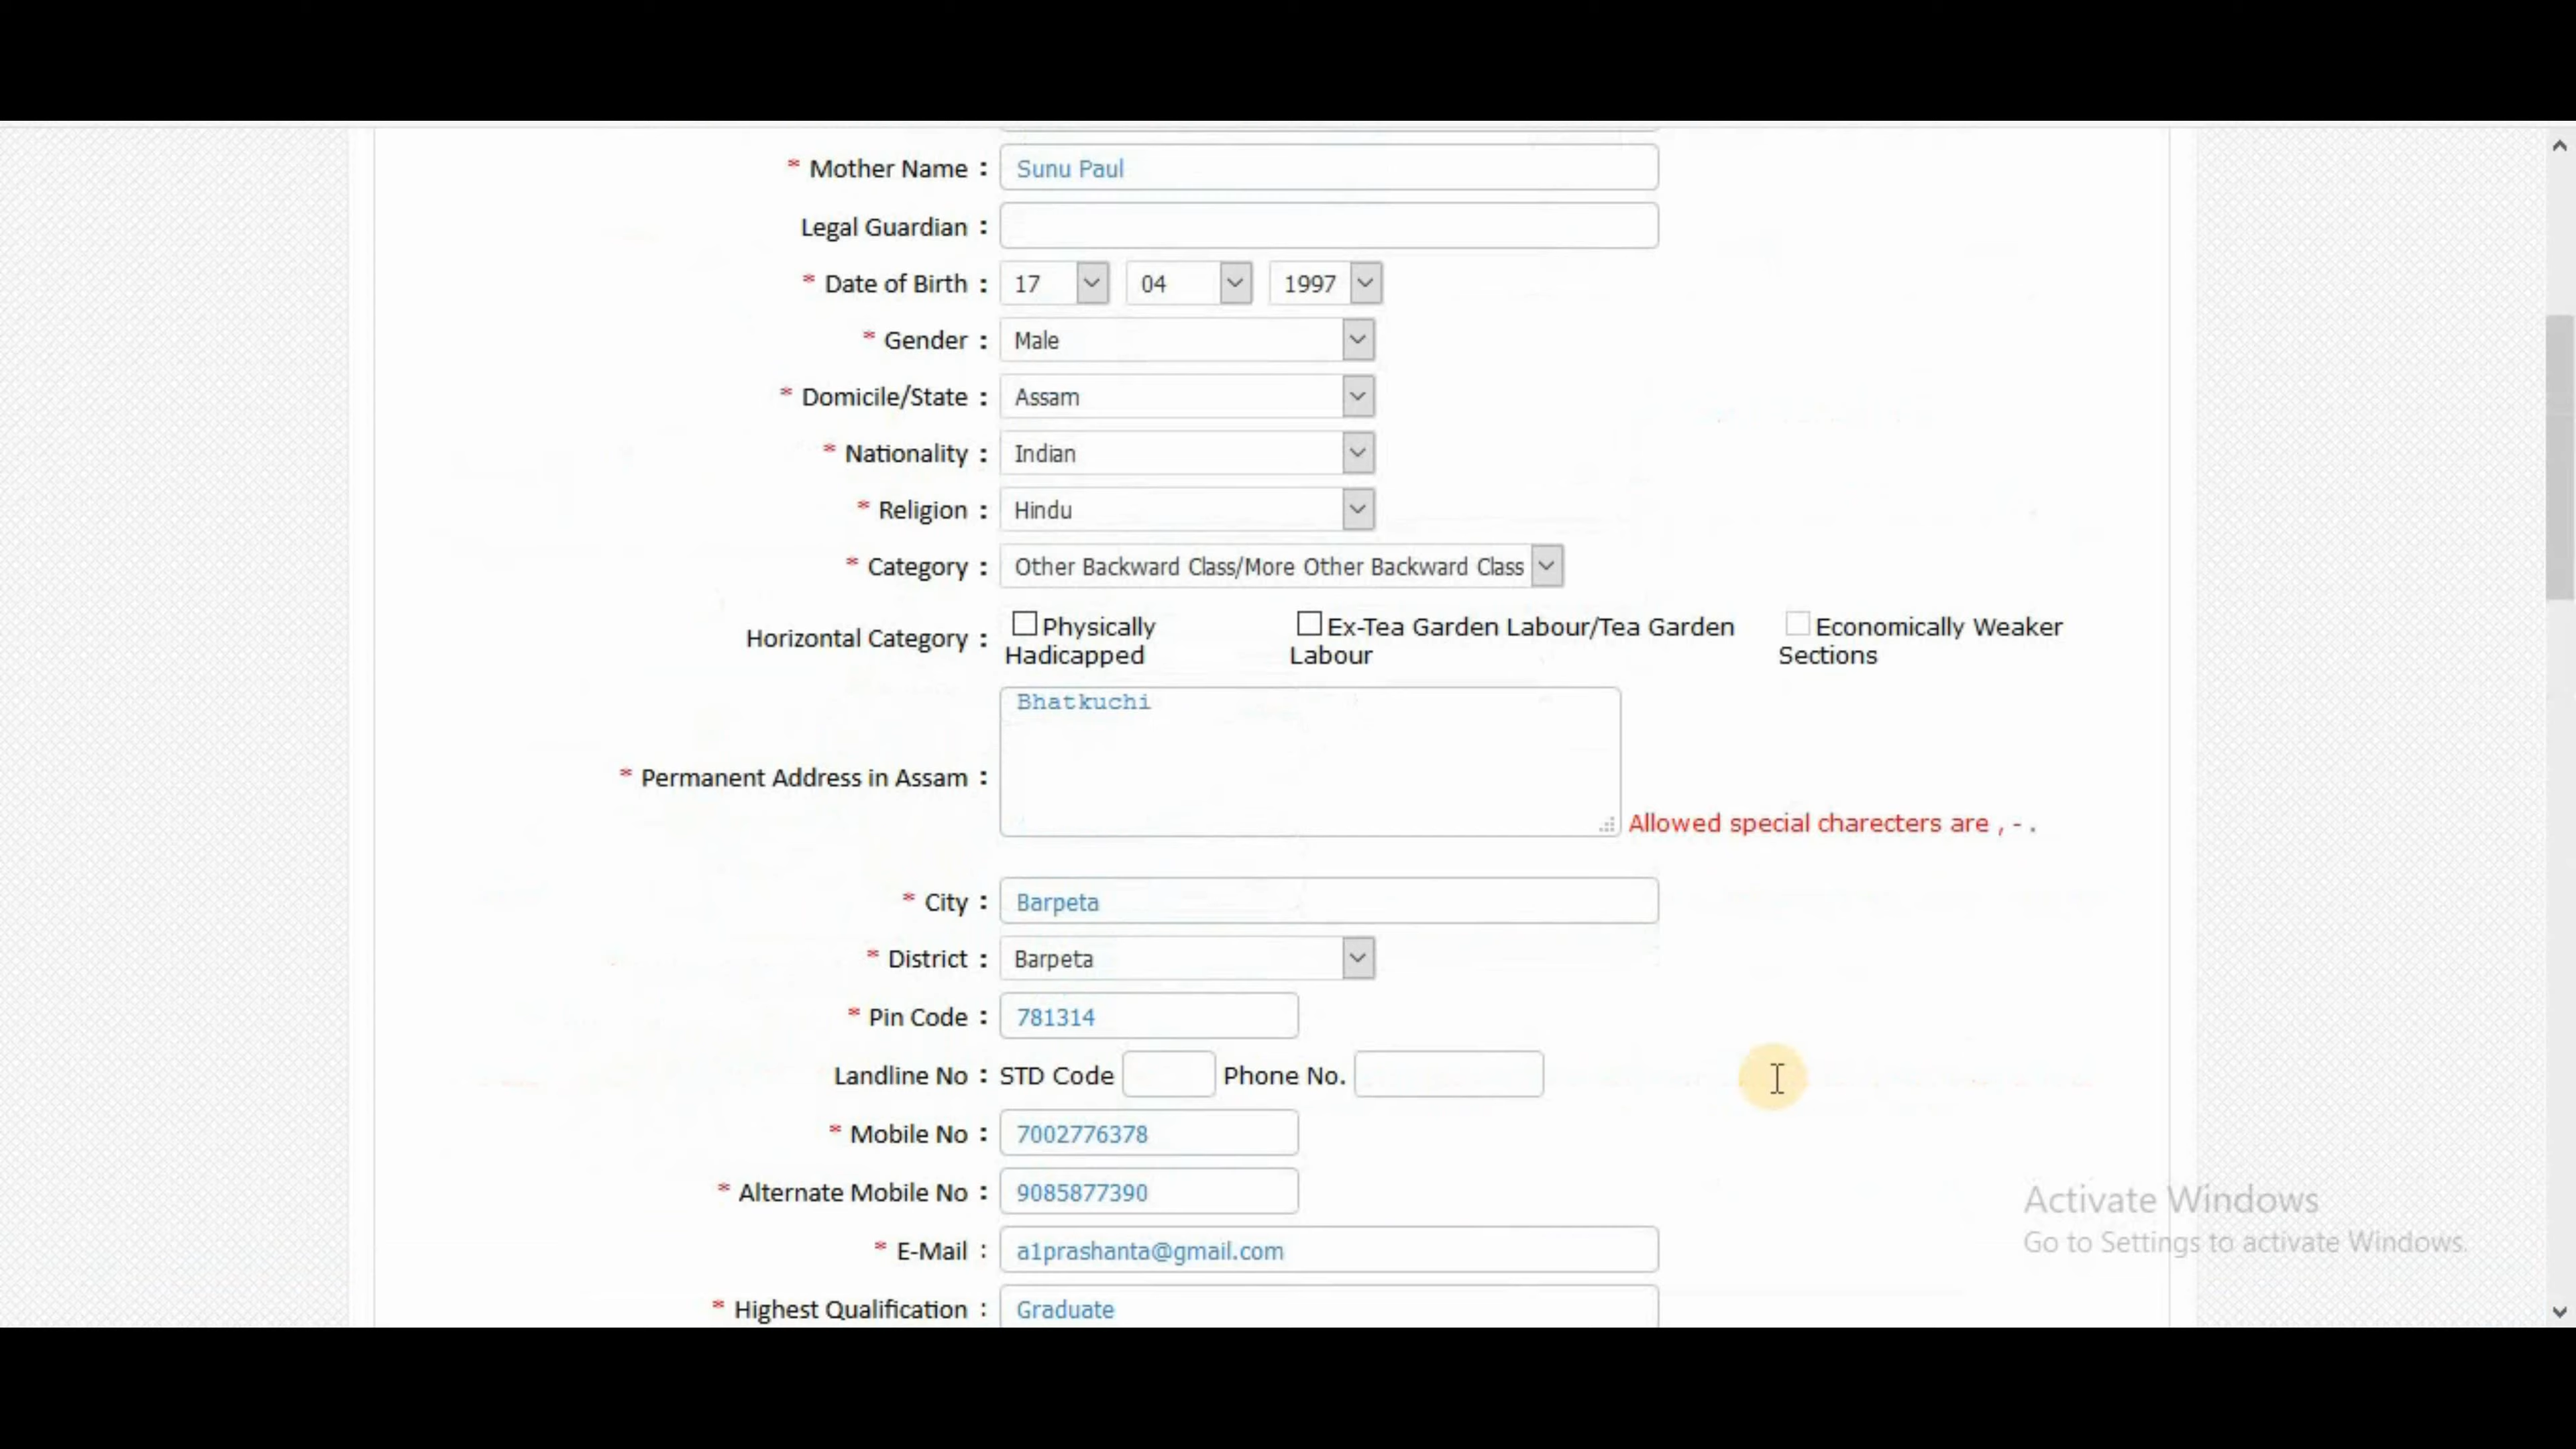 * Mother Name : Sunu Paul
Legal Guardian :
* Date of Birth : 17 04 1997
* Gender : Male
* Domicile/State : Assam
* Nationality : Indian
* Religion : Hindu
* Category : Other Backward Class/More Other Backward Class
Horizontal Category : Physically Hadicapped Ex-Tea Garden Labour/Tea Garden Labour Economically Weaker Sections
* Permanent Address in Assam : Bhatkuchi
Allowed special charecters are , - .
* City : Barpeta
* District : Barpeta
* Pin Code : 781314
Landline No : STD Code Phone No.
* Mobile No : 7002776378
* Alternate Mobile No : 9085877390
* E-Mail : a1prashanta@gmail.com
* Highest Qualification : Graduate
Activate Windows
Go to Settings to activate Windows.